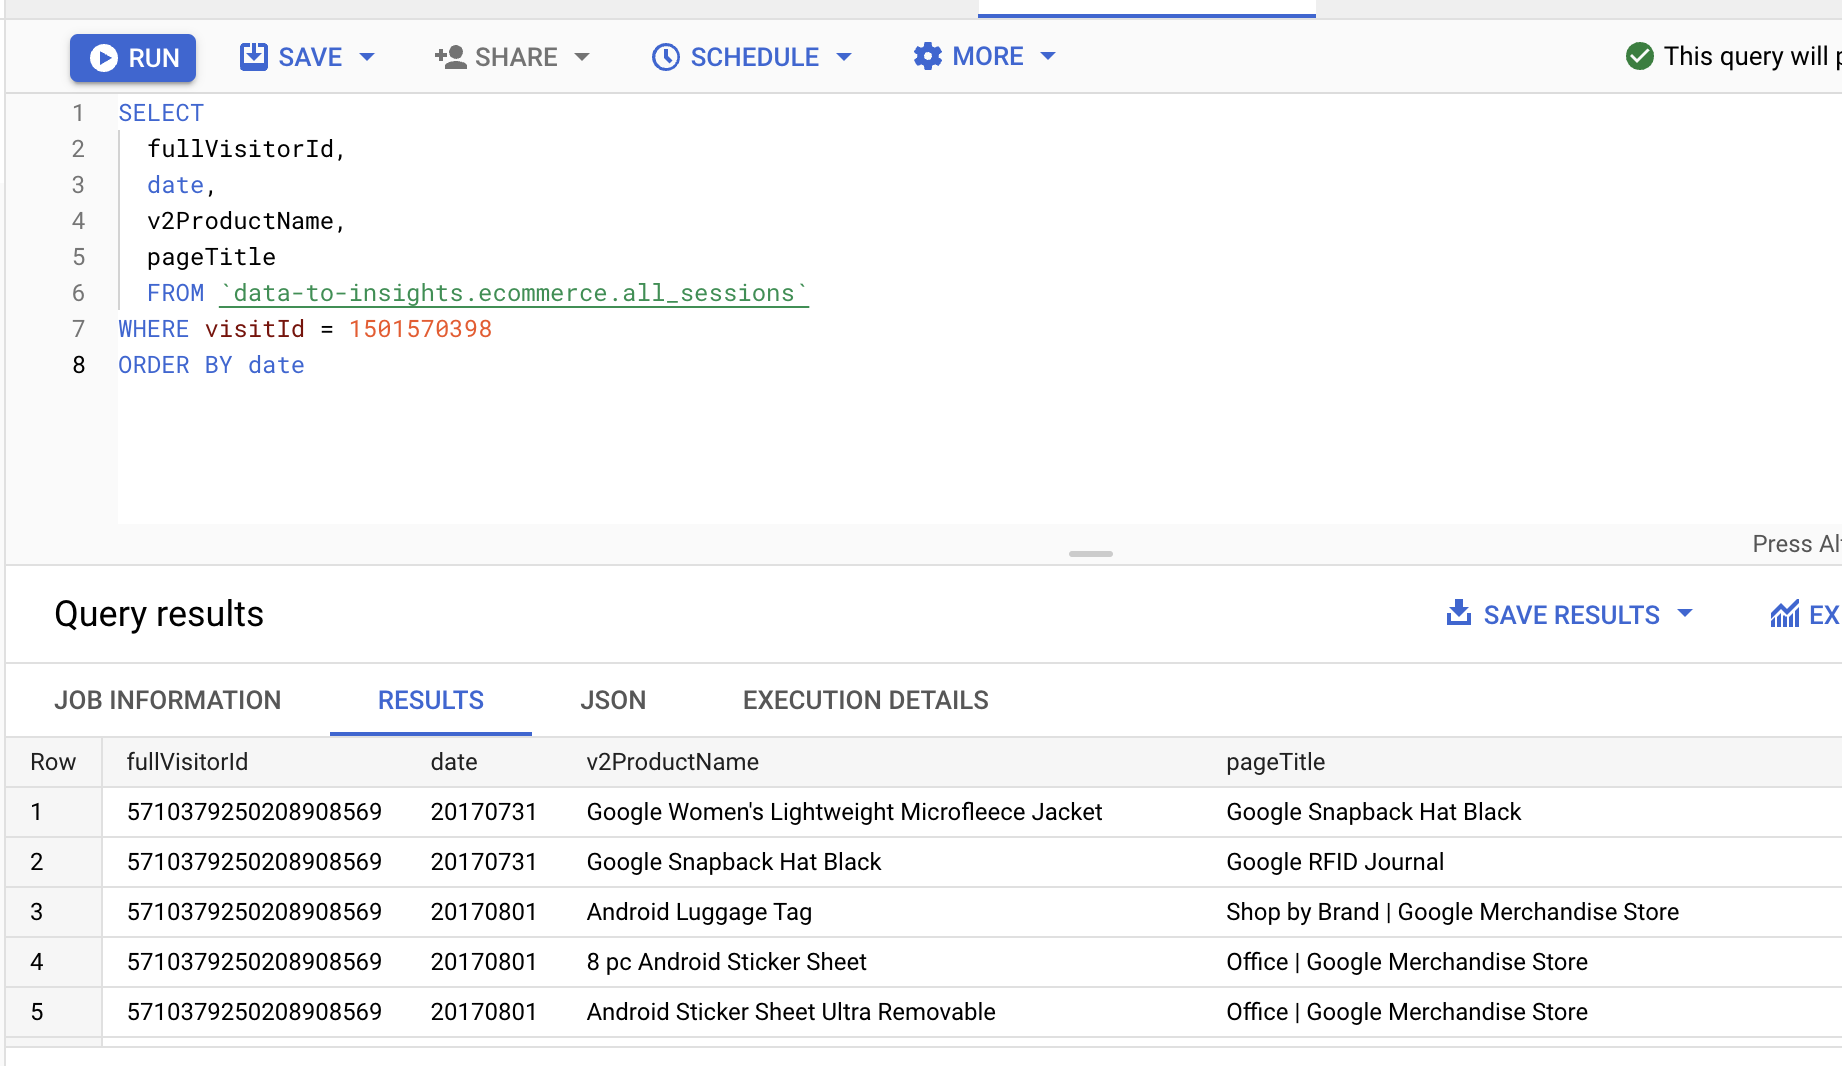 RUN SAVE SHARE SCHEDULE MORE This query will
1 SELECT
2 fullVisitorId,
3 date,
4 v2ProductName,
5 pageTitle
6 FROM `data-to-insights.ecommerce.all_sessions`
7 WHERE visitId = 1501570398
8 ORDER BY date
Press Alt
Query results SAVE RESULTS EX
JOB INFORMATION RESULTS JSON EXECUTION DETAILS
Row fullVisitorId date v2ProductName pageTitle
1 5710379250208908569 20170731 Google Women's Lightweight Microfleece Jacket Google Snapback Hat Black
2 5710379250208908569 20170731 Google Snapback Hat Black Google RFID Journal
3 5710379250208908569 20170801 Android Luggage Tag Shop by Brand | Google Merchandise Store
4 5710379250208908569 20170801 8 pc Android Sticker Sheet Office | Google Merchandise Store
5 5710379250208908569 20170801 Android Sticker Sheet Ultra Removable Office | Google Merchandise Store